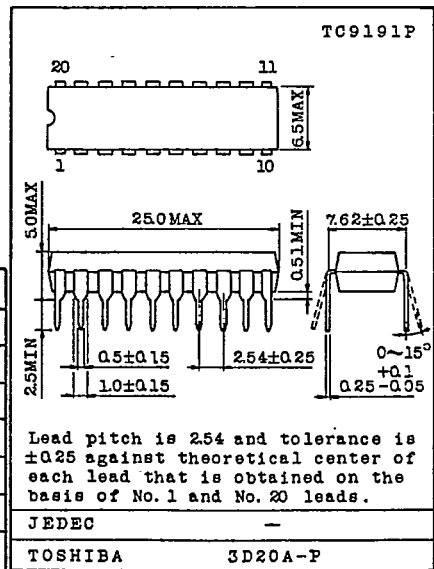 TC9191P
20 11
6.5MAX
1 10
5.0MAX
25.0MAX
0.51MIN
7.62±0.25
2.5MIN
0.5±0.15
2.54±0.25
1.0±0.15
0~15°
+0.1
0.25-0.05
Lead pitch is 2.54 and tolerance is
±0.25 against theoretical center of
each lead that is obtained on the
basis of No.1 and No.20 leads.
JEDEC —
TOSHIBA 3D20A-P